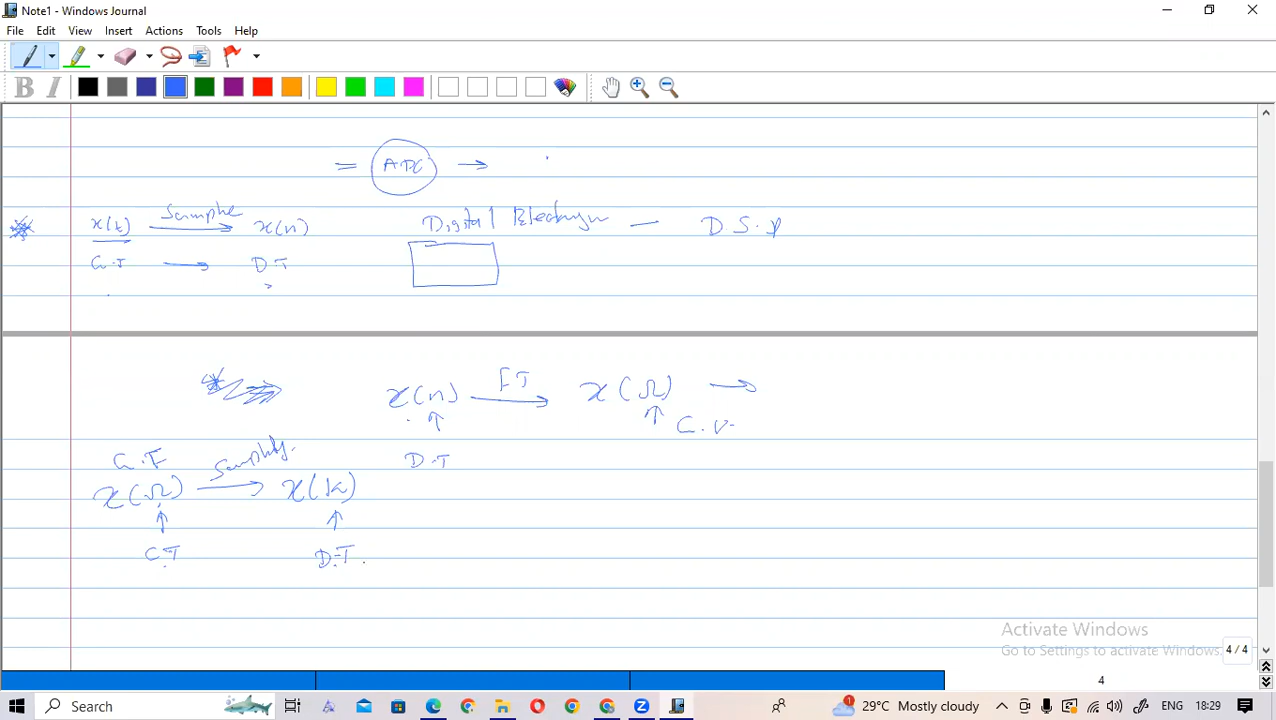 Note1 - Windows Journal
File Edit View Insert Actions Tools Help
B I
= ADC →
x(t) Sample → x(n) Digital — D S.P
C.T → D.T
x(n) FT → x(Ω) →
↑ ↑ C.V.
D.T
C.F Sampling.
x(Ω) → x(k)
↑ ↑
C.T D.T.
Activate Windows
Go to Settings to activate Windows.
4 / 4
4
Search
1
29°C Mostly cloudy
ENG 18:29